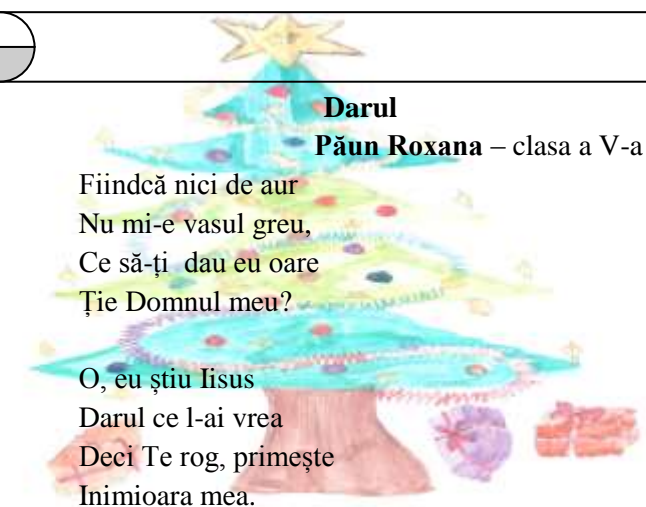 Darul
Păun Roxana – clasa a V-a
Fiindcă nici de aur
Nu mi-e vasul greu,
Ce să-ți  dau eu oare
Ție Domnul meu?
O, eu știu Iisus
Darul ce l-ai vrea
Deci Te rog, primește
Inimioara mea.